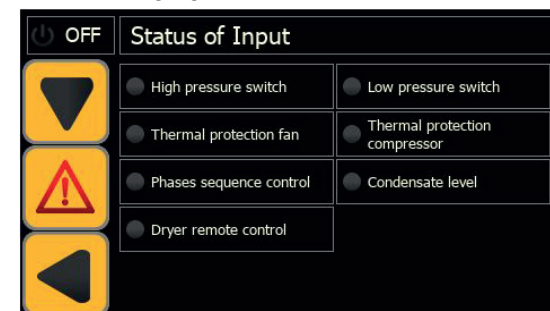 OFF
Status of Input
High pressure switch
Low pressure switch
Thermal protection fan
Thermal protection
compressor
Phases sequence control
Condensate level
Dryer remote control